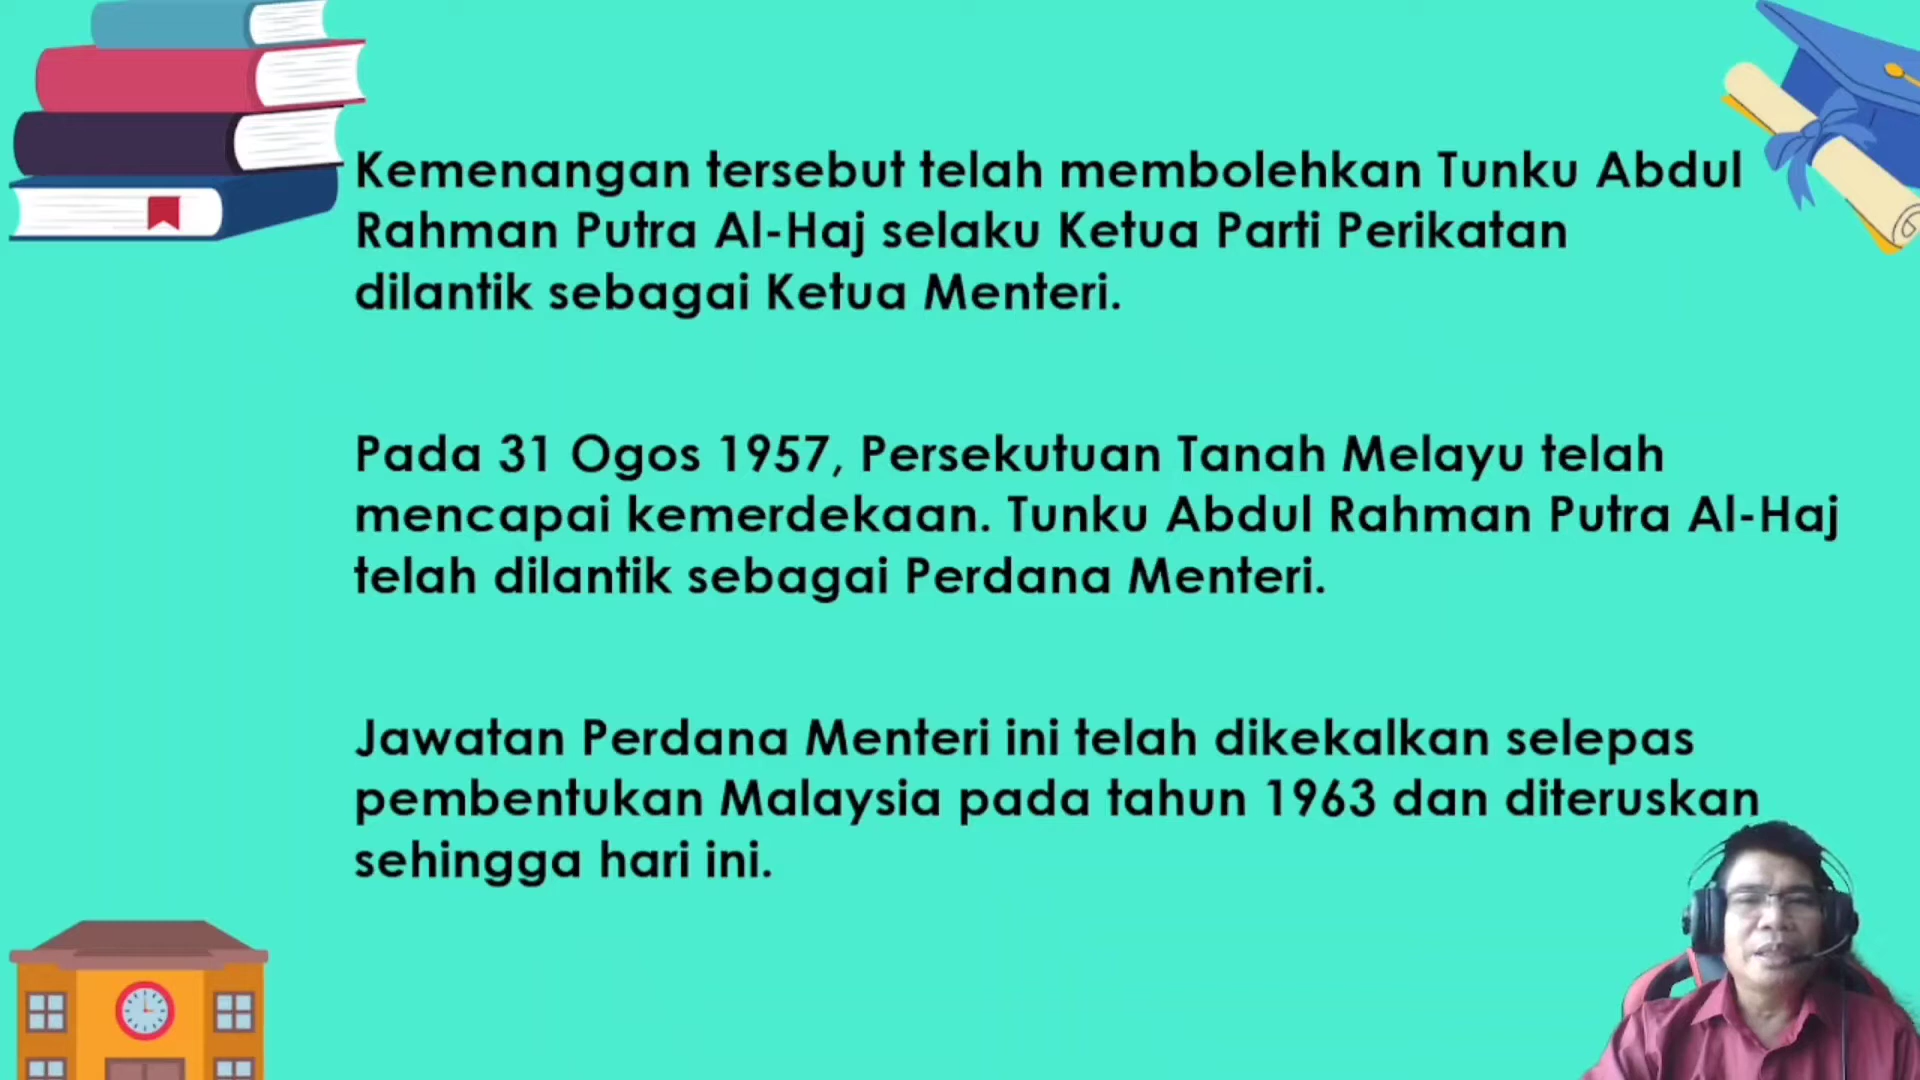 Kemenangan tersebut telah membolehkan Tunku Abdul
Rahman Putra Al-Haj selaku Ketua Parti Perikatan
dilantik sebagai Ketua Menteri.
Pada 31 Ogos 1957, Persekutuan Tanah Melayu telah
mencapai kemerdekaan. Tunku Abdul Rahman Putra Al-Haj
telah dilantik sebagai Perdana Menteri.
Jawatan Perdana Menteri ini telah dikekalkan selepas
pembentukan Malaysia pada tahun 1963 dan diteruskan
sehingga hari ini.